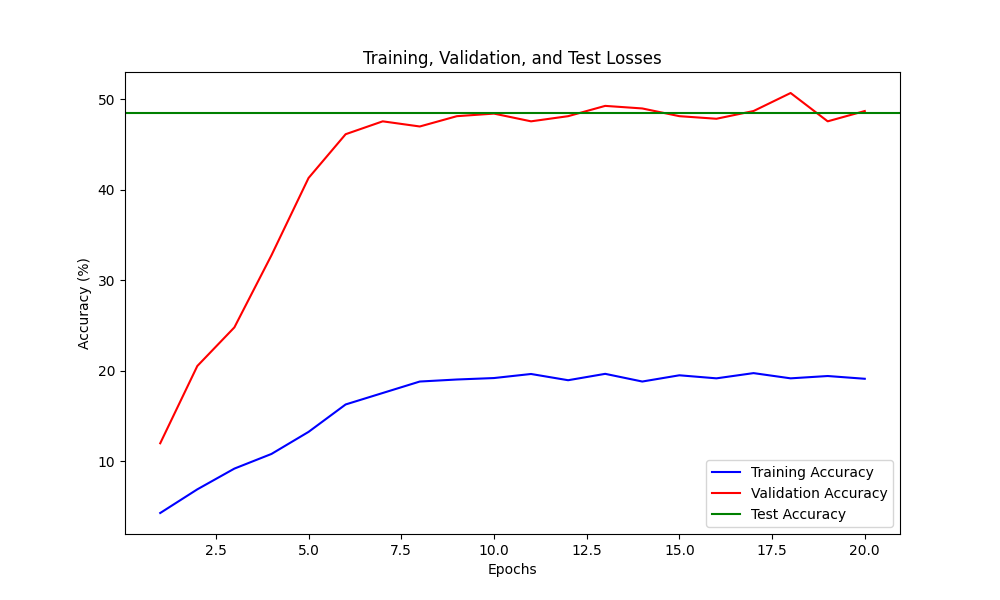 Training, Validation, and Test Losses
Accuracy (%)
50
40
30
20
10
2.5 5.0 7.5 10.0 12.5 15.0 17.5 20.0
Epochs
Training Accuracy
Validation Accuracy
Test Accuracy